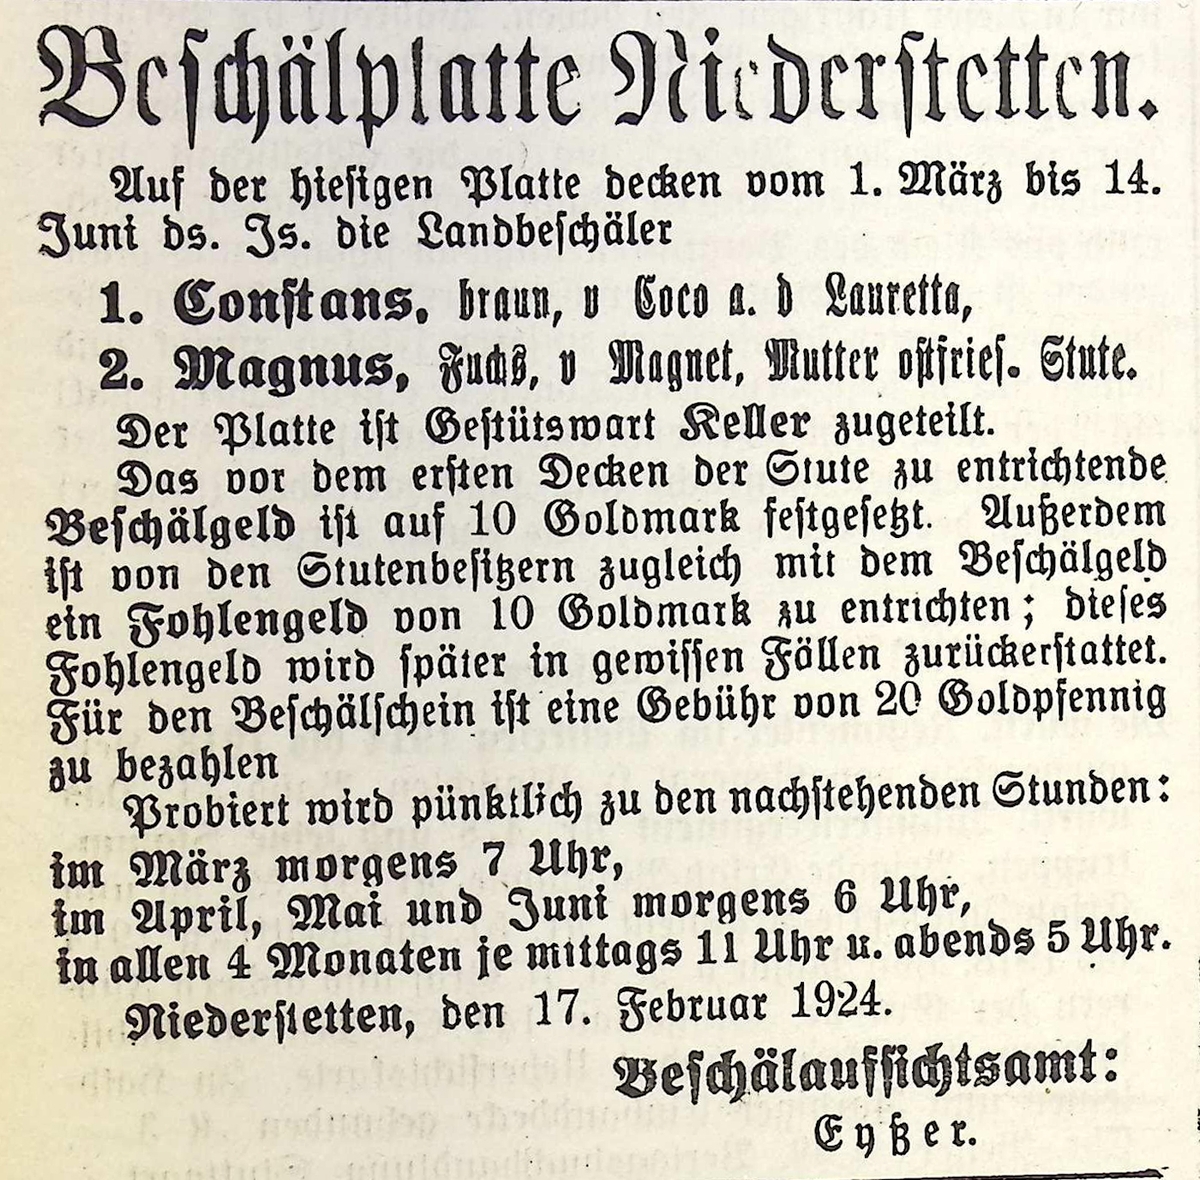 Beschälplatte Niederstetten.
Auf der hiesigen Platte decken vom 1. März bis 14.
Juni ds. Js. die Landbeschäler
1. Constans, braun, v Coco a. d Lauretta,
2. Magnus, Fuchs, v Magnet, Mutter ostfries. Stute.
Der Platte ist Gestütswart Keller zugeteilt.
Das vor dem ersten Decken der Stute zu entrichtende
Beschälgeld ist auf 10 Goldmark festgesetzt. Außerdem
ist von den Stutenbesitzern zugleich mit dem Beschälgeld
ein Fohlengeld von 10 Goldmark zu entrichten; dieses
Fohlengeld wird später in gewissen Fällen zurückerstattet.
Für den Beschälschein ist eine Gebühr von 20 Goldpfennig
zu bezahlen
Probiert wird pünktlich zu den nachstehenden Stunden:
im März morgens 7 Uhr,
im April, Mai und Juni morgens 6 Uhr,
in allen 4 Monaten je mittags 11 Uhr u. abends 5 Uhr.
Niederstetten, den 17. Februar 1924.
Beschälaufsichtsamt:
Eyßer.